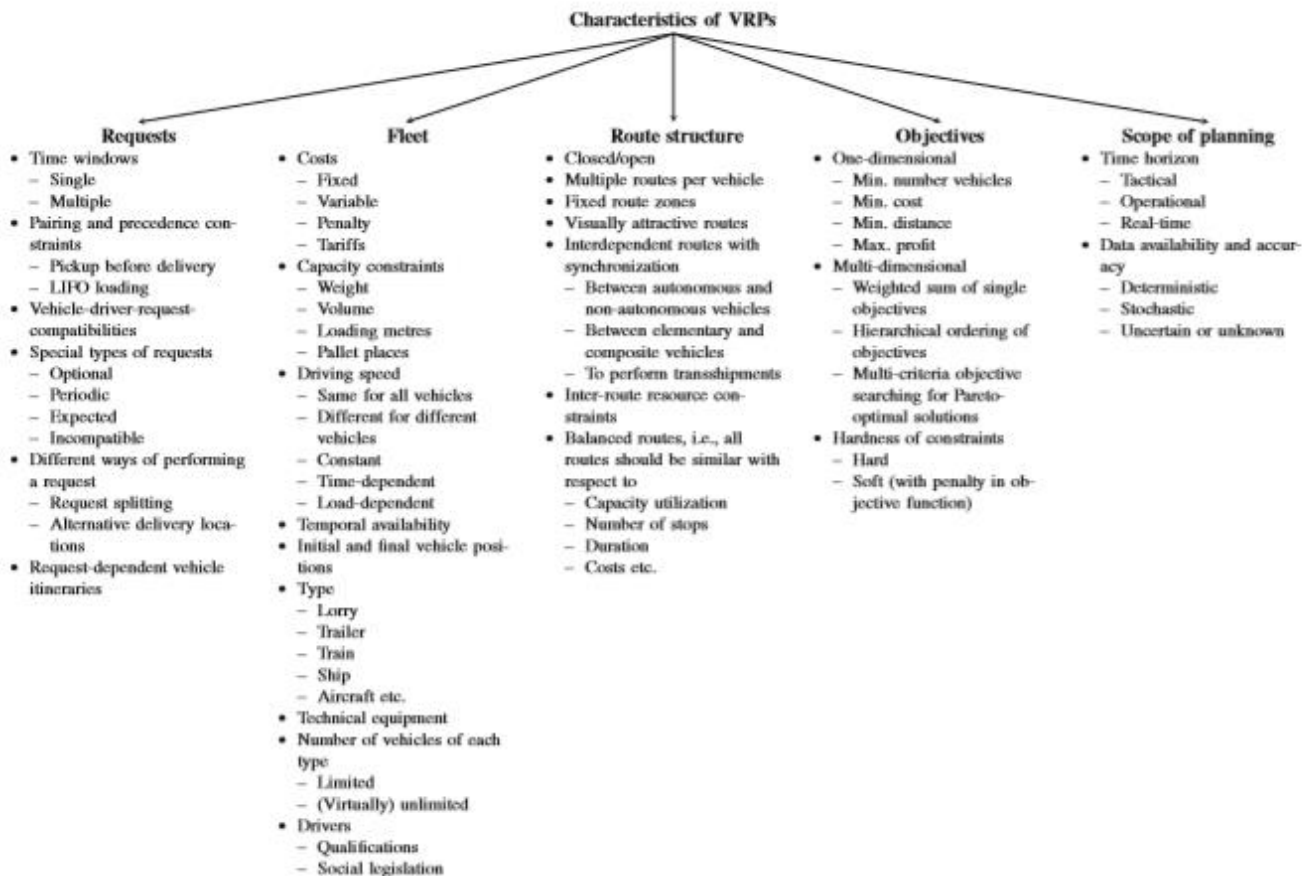 Characteristics of VRPs
Requests
• Time windows
– Single
– Multiple
• Pairing and precedence con-
straints
– Pickup before delivery
– LIFO loading
• Vehicle-driver-request-
compatibilities
• Special types of requests
– Optional
– Periodic
– Expected
– Incompatible
• Different ways of performing
a request
– Request splitting
– Alternative delivery loca-
tions
• Request-dependent vehicle
itineraries
Fleet
• Costs
– Fixed
– Variable
– Penalty
– Tariffs
• Capacity constraints
– Weight
– Volume
– Loading metres
– Pallet places
• Driving speed
– Same for all vehicles
– Different for different
vehicles
– Constant
– Time-dependent
– Load-dependent
• Temporal availability
• Initial and final vehicle posi-
tions
• Type
– Lorry
– Trailer
– Train
– Ship
– Aircraft etc.
• Technical equipment
• Number of vehicles of each
type
– Limited
– (Virtually) unlimited
• Drivers
– Qualifications
– Social legislation
Route structure
• Closed/open
• Multiple routes per vehicle
• Fixed route zones
• Visually attractive routes
• Interdependent routes with
synchronization
– Between autonomous and
non-autonomous vehicles
– Between elementary and
composite vehicles
– To perform transshipments
• Inter-route resource con-
straints
• Balanced routes, i.e., all
routes should be similar with
respect to
– Capacity utilization
– Number of stops
– Duration
– Costs etc.
Objectives
• One-dimensional
– Min. number vehicles
– Min. cost
– Min. distance
– Max. profit
• Multi-dimensional
– Weighted sum of single
objectives
– Hierarchical ordering of
objectives
– Multi-criteria objective
searching for Pareto-
optimal solutions
• Hardness of constraints
– Hard
– Soft (with penalty in ob-
jective function)
Scope of planning
• Time horizon
– Tactical
– Operational
– Real-time
• Data availability and accur-
acy
– Deterministic
– Stochastic
– Uncertain or unknown